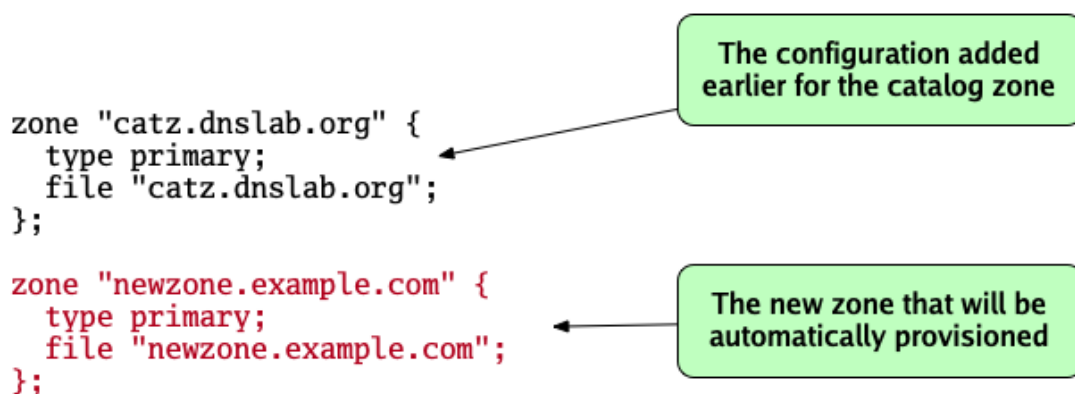 The configuration added
earlier for the catalog zone
zone "catz.dnslab.org" {
  type primary;
  file "catz.dnslab.org";
};
zone "newzone.example.com" {
  type primary;
  file "newzone.example.com";
};
The new zone that will be
automatically provisioned